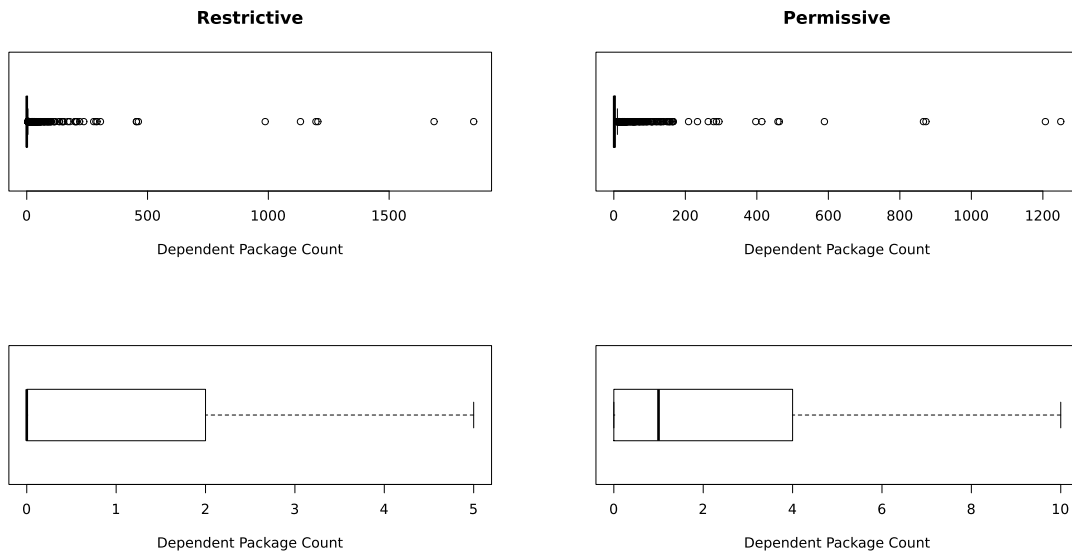 Restrictive Permissive
0 500 1000 1500 0 200 400 600 800 1000 1200
Dependent Package Count Dependent Package Count
0 1 2 3 4 5 0 2 4 6 8 10
Dependent Package Count Dependent Package Count